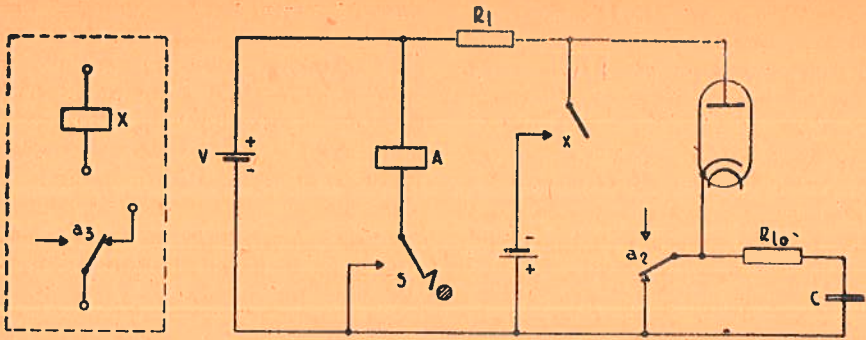 X
a3
V
+
-
A
S
R1
x
-
+
a2
R10
C